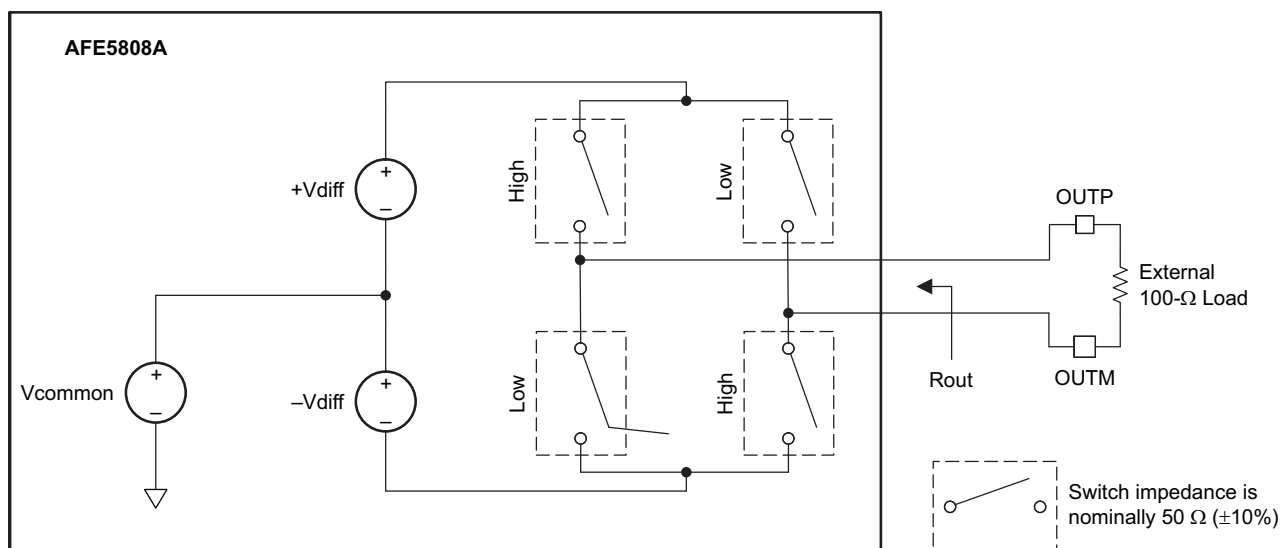 AFE5808A
+Vdiff
–Vdiff
Vcommon
High
Low
Low
High
OUTP
External
100-Ω Load
OUTM
Rout
Switch impedance is
nominally 50 Ω (±10%)